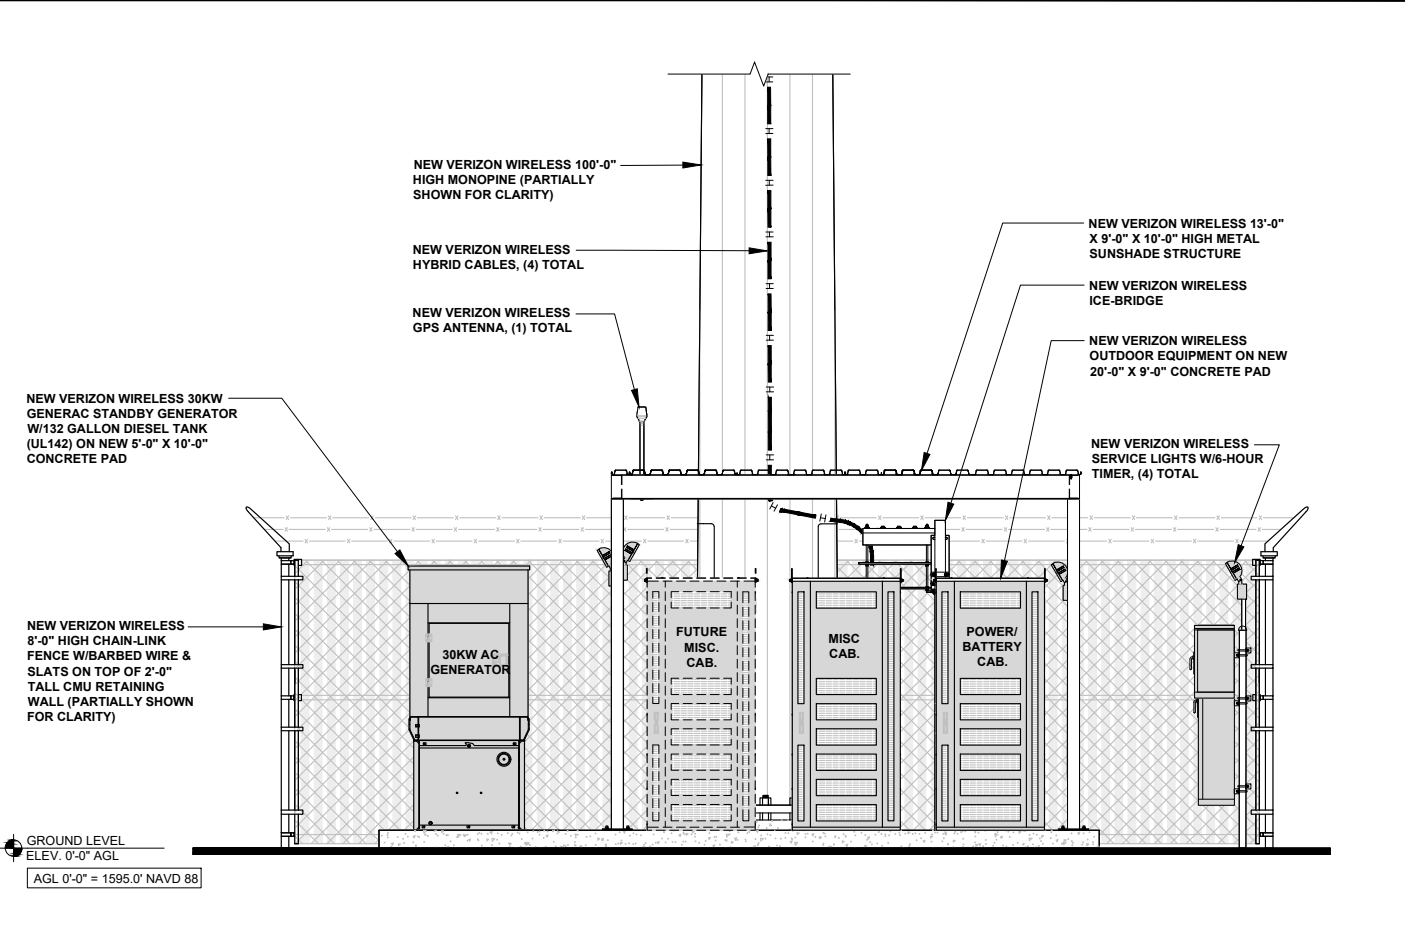 NEW VERIZON WIRELESS 100'-0"
HIGH MONOPINE (PARTIALLY
SHOWN FOR CLARITY)
NEW VERIZON WIRELESS
HYBRID CABLES, (4) TOTAL
NEW VERIZON WIRELESS
GPS ANTENNA, (1) TOTAL
NEW VERIZON WIRELESS 13'-0"
X 9'-0" X 10'-0" HIGH METAL
SUNSHADE STRUCTURE
NEW VERIZON WIRELESS
ICE-BRIDGE
NEW VERIZON WIRELESS
OUTDOOR EQUIPMENT ON NEW
20'-0" X 9'-0" CONCRETE PAD
NEW VERIZON WIRELESS
SERVICE LIGHTS W/6-HOUR
TIMER, (4) TOTAL
NEW VERIZON WIRELESS 30KW
GENERAC STANDBY GENERATOR
W/132 GALLON DIESEL TANK
(UL142) ON NEW 5'-0" X 10'-0"
CONCRETE PAD
NEW VERIZON WIRELESS
8'-0" HIGH CHAIN-LINK
FENCE W/BARBED WIRE &
SLATS ON TOP OF 2'-0"
TALL CMU RETAINING
WALL (PARTIALLY SHOWN
FOR CLARITY)
30KW AC
GENERATOR
FUTURE
MISC.
CAB.
MISC
CAB.
POWER/
BATTERY
CAB.
GROUND LEVEL
ELEV. 0'-0" AGL
AGL 0'-0" = 1595.0' NAVD 88